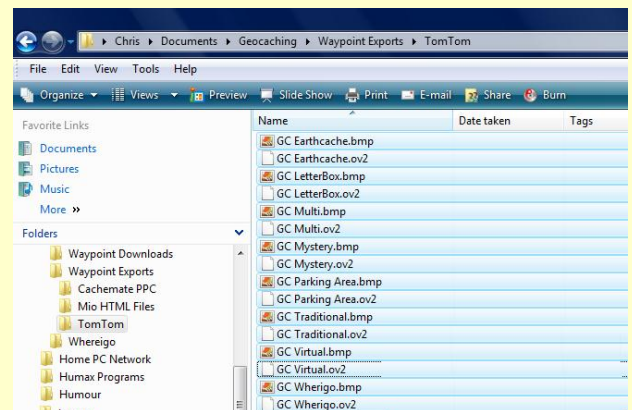 Chris ▸ Documents ▸ Geocaching ▸ Waypoint Exports ▸ TomTom
File Edit View Tools Help
Organize Views Preview Slide Show Print E-mail Share Burn
Favorite Links
Documents
Pictures
Music
More »
Folders
Waypoint Downloads
Waypoint Exports
Cachemate PPC
Mio HTML Files
TomTom
Whereigo
Home PC Network
Humax Programs
Humour
Name Date taken Tags
GC Earthcache.bmp
GC Earthcache.ov2
GC LetterBox.bmp
GC LetterBox.ov2
GC Multi.bmp
GC Multi.ov2
GC Mystery.bmp
GC Mystery.ov2
GC Parking Area.bmp
GC Parking Area.ov2
GC Traditional.bmp
GC Traditional.ov2
GC Virtual.bmp
GC Virtual.ov2
GC Wherigo.bmp
GC Wherigo.ov2